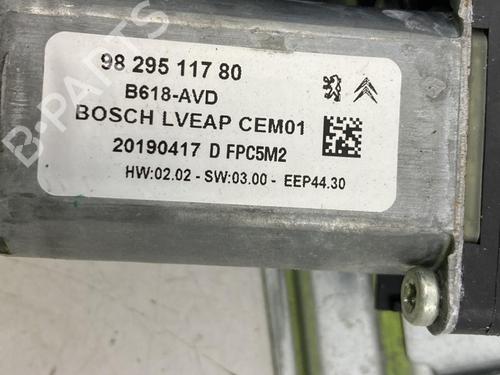 98 295 117 80
B618-AVD
BOSCH LVEAP CEM01
20190417 D FPC5M2
HW:02.02 - SW:03.00 - EEP44.30
B-PARTS